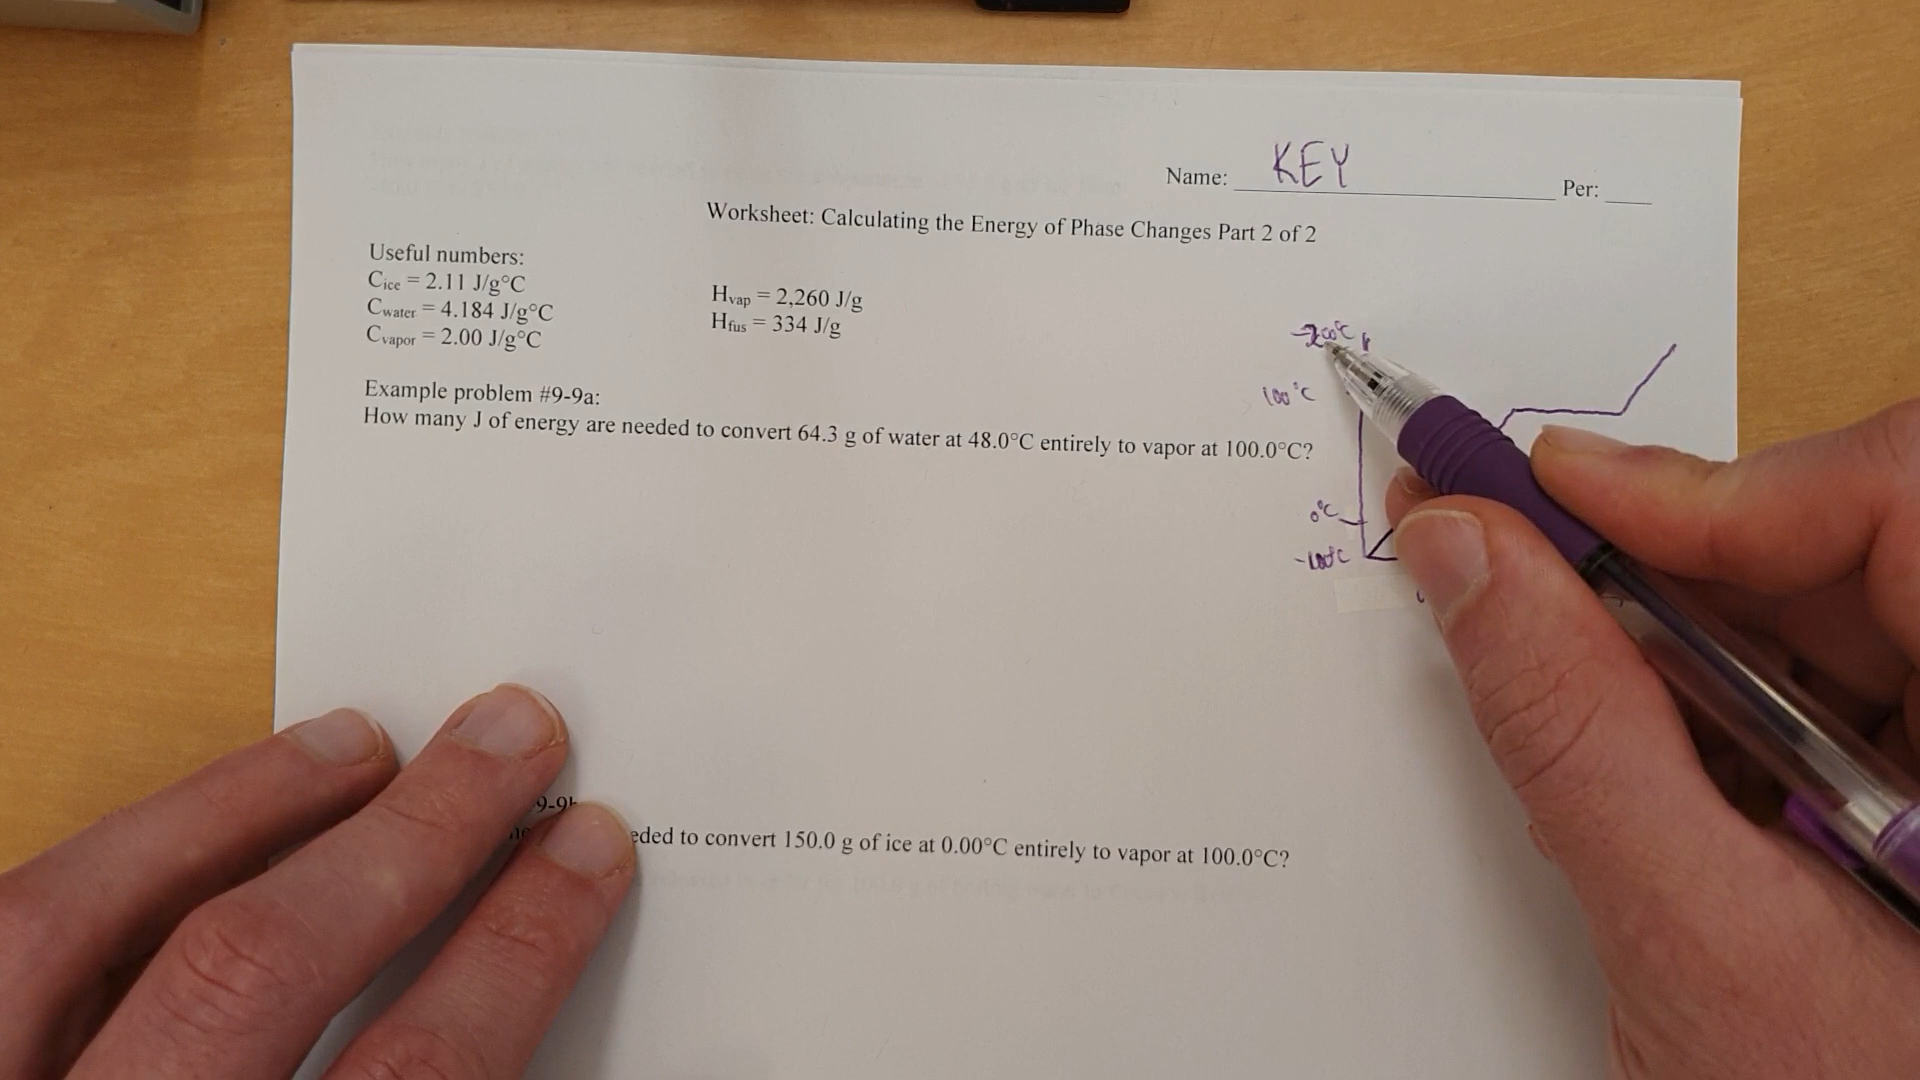 Name: KEY Per:
Worksheet: Calculating the Energy of Phase Changes Part 2 of 2
Useful numbers:
Cice = 2.11 J/g°C
Cwater = 4.184 J/g°C
Cvapor = 2.00 J/g°C
Hvap = 2,260 J/g
Hfus = 334 J/g
Example problem #9-9a:
How many J of energy are needed to convert 64.3 g of water at 48.0°C entirely to vapor at 100.0°C?
100°C
0°C
-100°C
9-9
eded to convert 150.0 g of ice at 0.00°C entirely to vapor at 100.0°C?